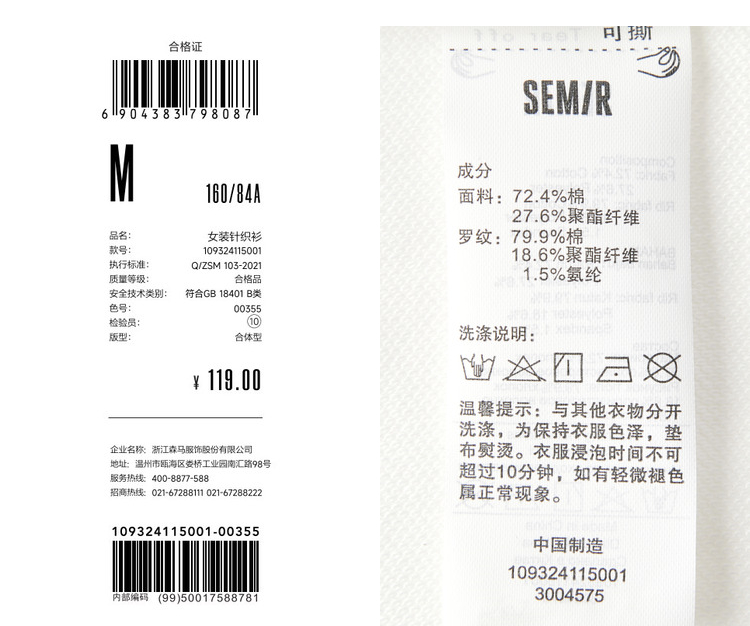 合格证
6 904383 798087
M
160/84A
品名: 女装针织衫
款号: 109324115001
执行标准: Q/ZSM 103-2021
质量等级: 合格品
安全技术类别: 符合GB 18401 B类
色号: 00355
检验员: 10
版型: 合体型
¥ 119.00
企业名称: 浙江森马服饰股份有限公司
地址: 温州市瓯海区娄桥工业园南汇路98号
服务热线: 400-8877-588
招商热线: 021-67288111 021-67288222
109324115001-00355
内部编码 (99)50017588781
可撕
Tear off
SEMIR
成分
面料：72.4%棉
27.6%聚酯纤维
罗纹：79.9%棉
18.6%聚酯纤维
1.5%氨纶
洗涤说明：
温馨提示：与其他衣物分开
洗涤，为保持衣服色泽，垫
布熨烫。衣服浸泡时间不可
超过10分钟，如有轻微褪色
属正常现象。
中国制造
109324115001
3004575